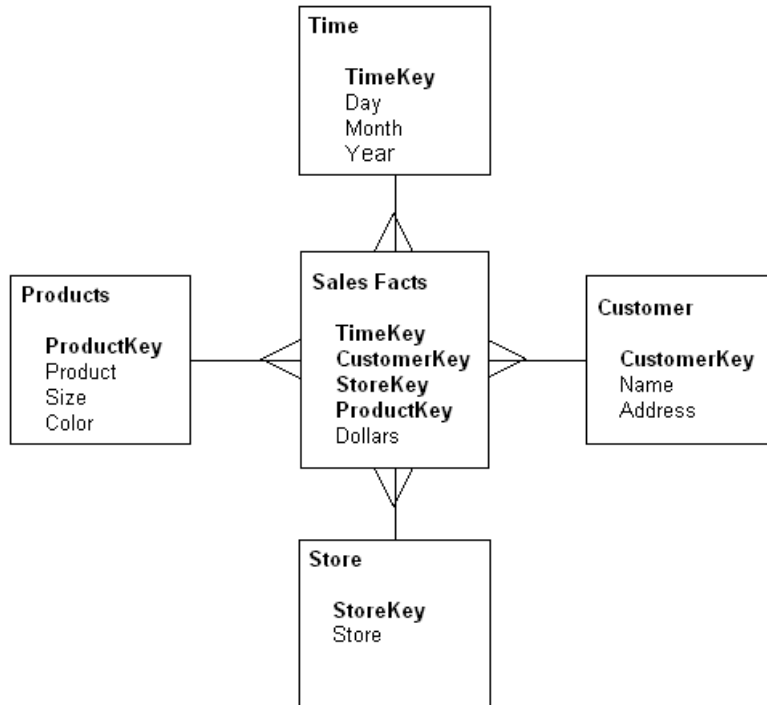 Time
TimeKey
Day
Month
Year
Products
ProductKey
Product
Size
Color
Sales Facts
TimeKey
CustomerKey
StoreKey
ProductKey
Dollars
Customer
CustomerKey
Name
Address
Store
StoreKey
Store